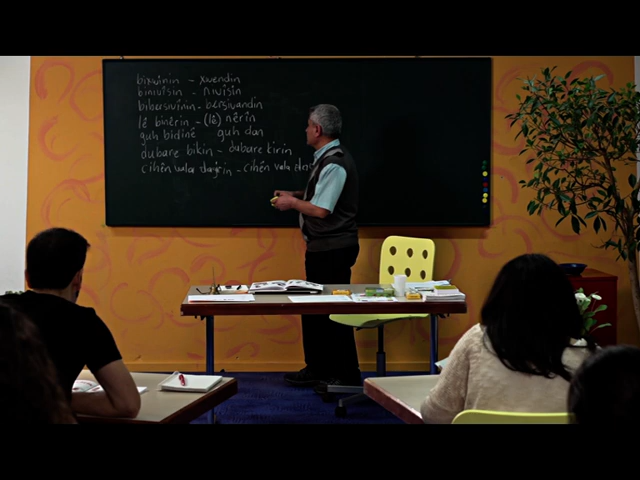 bixwînin - xwendin
binivîsin - nivîsîn
bibersivînin - bersivandin
lê binêrin - (lê) nêrîn
guh bidinê - guh dan
dubare bikin - dubare kirin
cihên vala dagirin - cihên vala